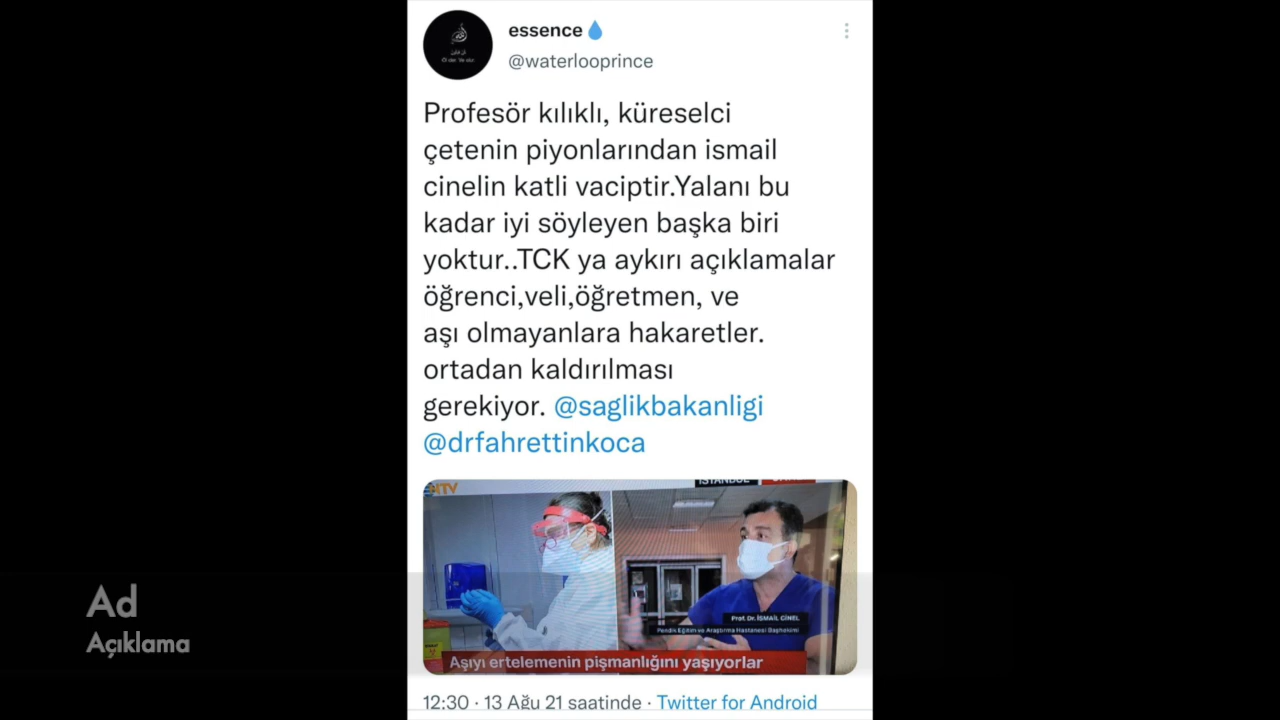 essence
@waterlooprince
Profesör kılıklı, küreselci
çetenin piyonlarından ismail
cinelin katli vaciptir.Yalanı bu
kadar iyi söyleyen başka biri
yoktur..TCK ya aykırı açıklamalar
öğrenci,veli,öğretmen, ve
aşı olmayanlara hakaretler.
ortadan kaldırılması
gerekiyor. @saglikbakanligi
@drfahrettinkoca
NTV
İSTANBUL
Prof. Dr. İSMAİL CİNEL
Pendik Eğitim ve Araştırma Hastanesi Başhekimi
Aşıyı ertelemenin pişmanlığını yaşıyorlar
Ad
Açıklama
12:30 · 13 Ağu 21 saatinde · Twitter for Android